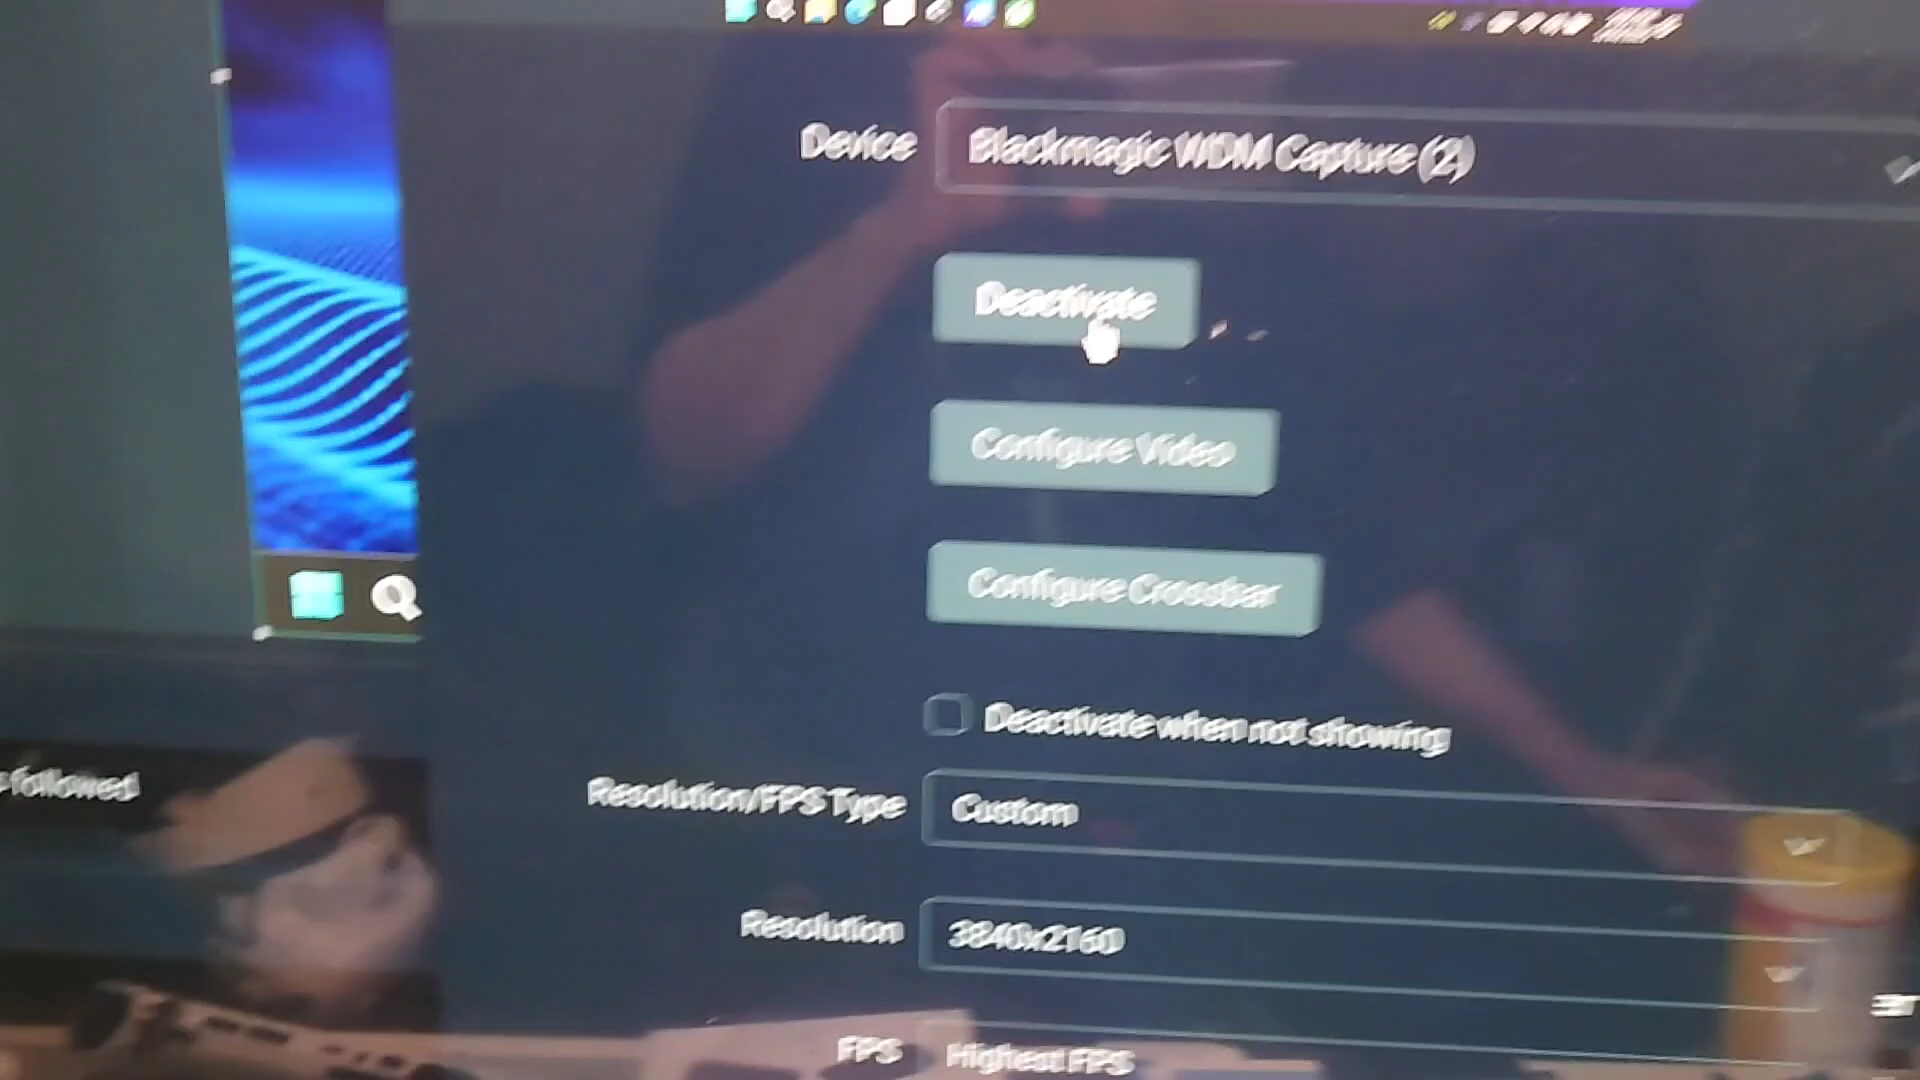 Device Blackmagic WDM Capture (2)
Deactivate
Configure Video
Configure Crossbar
Deactivate when not showing
followed
Resolution/FPS Type Custom
Resolution 3840x2160
FPS Highest FPS